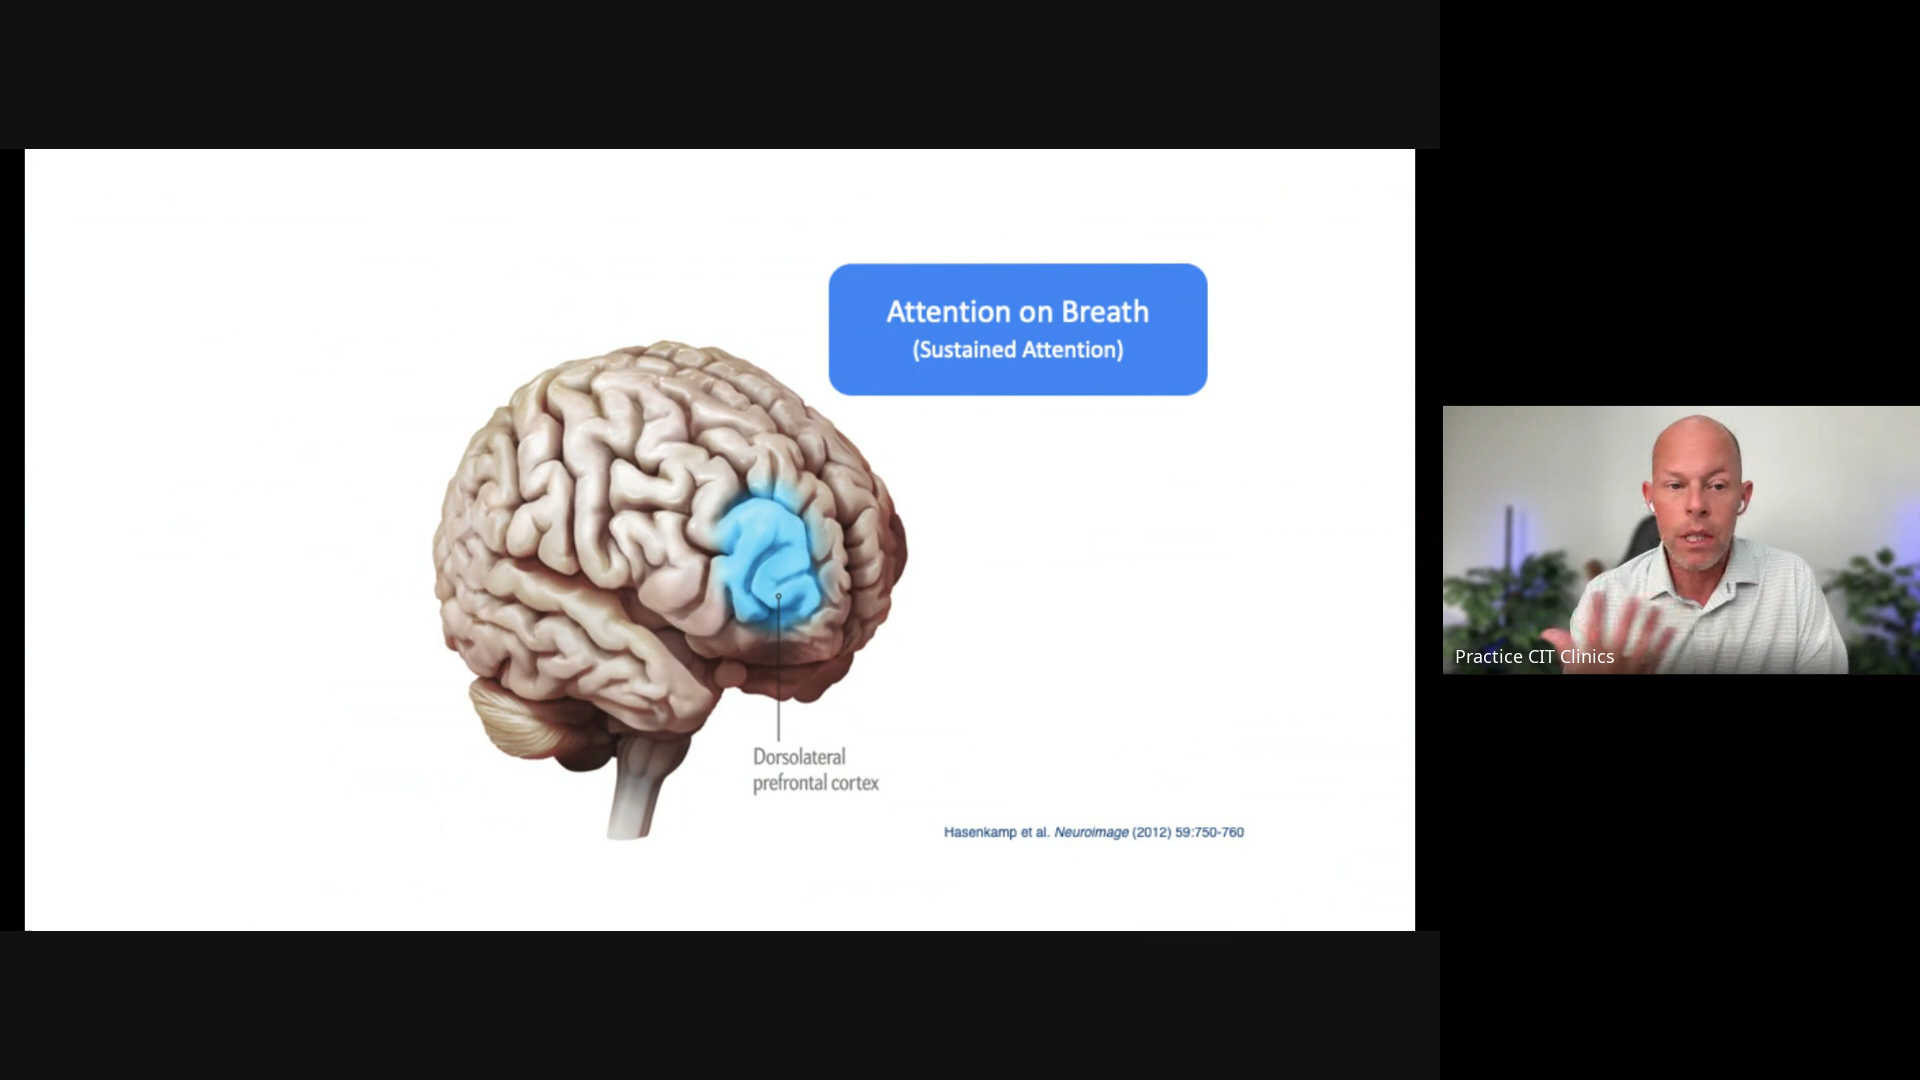 Attention on Breath
(Sustained Attention)
Dorsolateral
prefrontal cortex
Hasenkamp et al. Neuroimage (2012) 59:750-760
Practice CIT Clinics